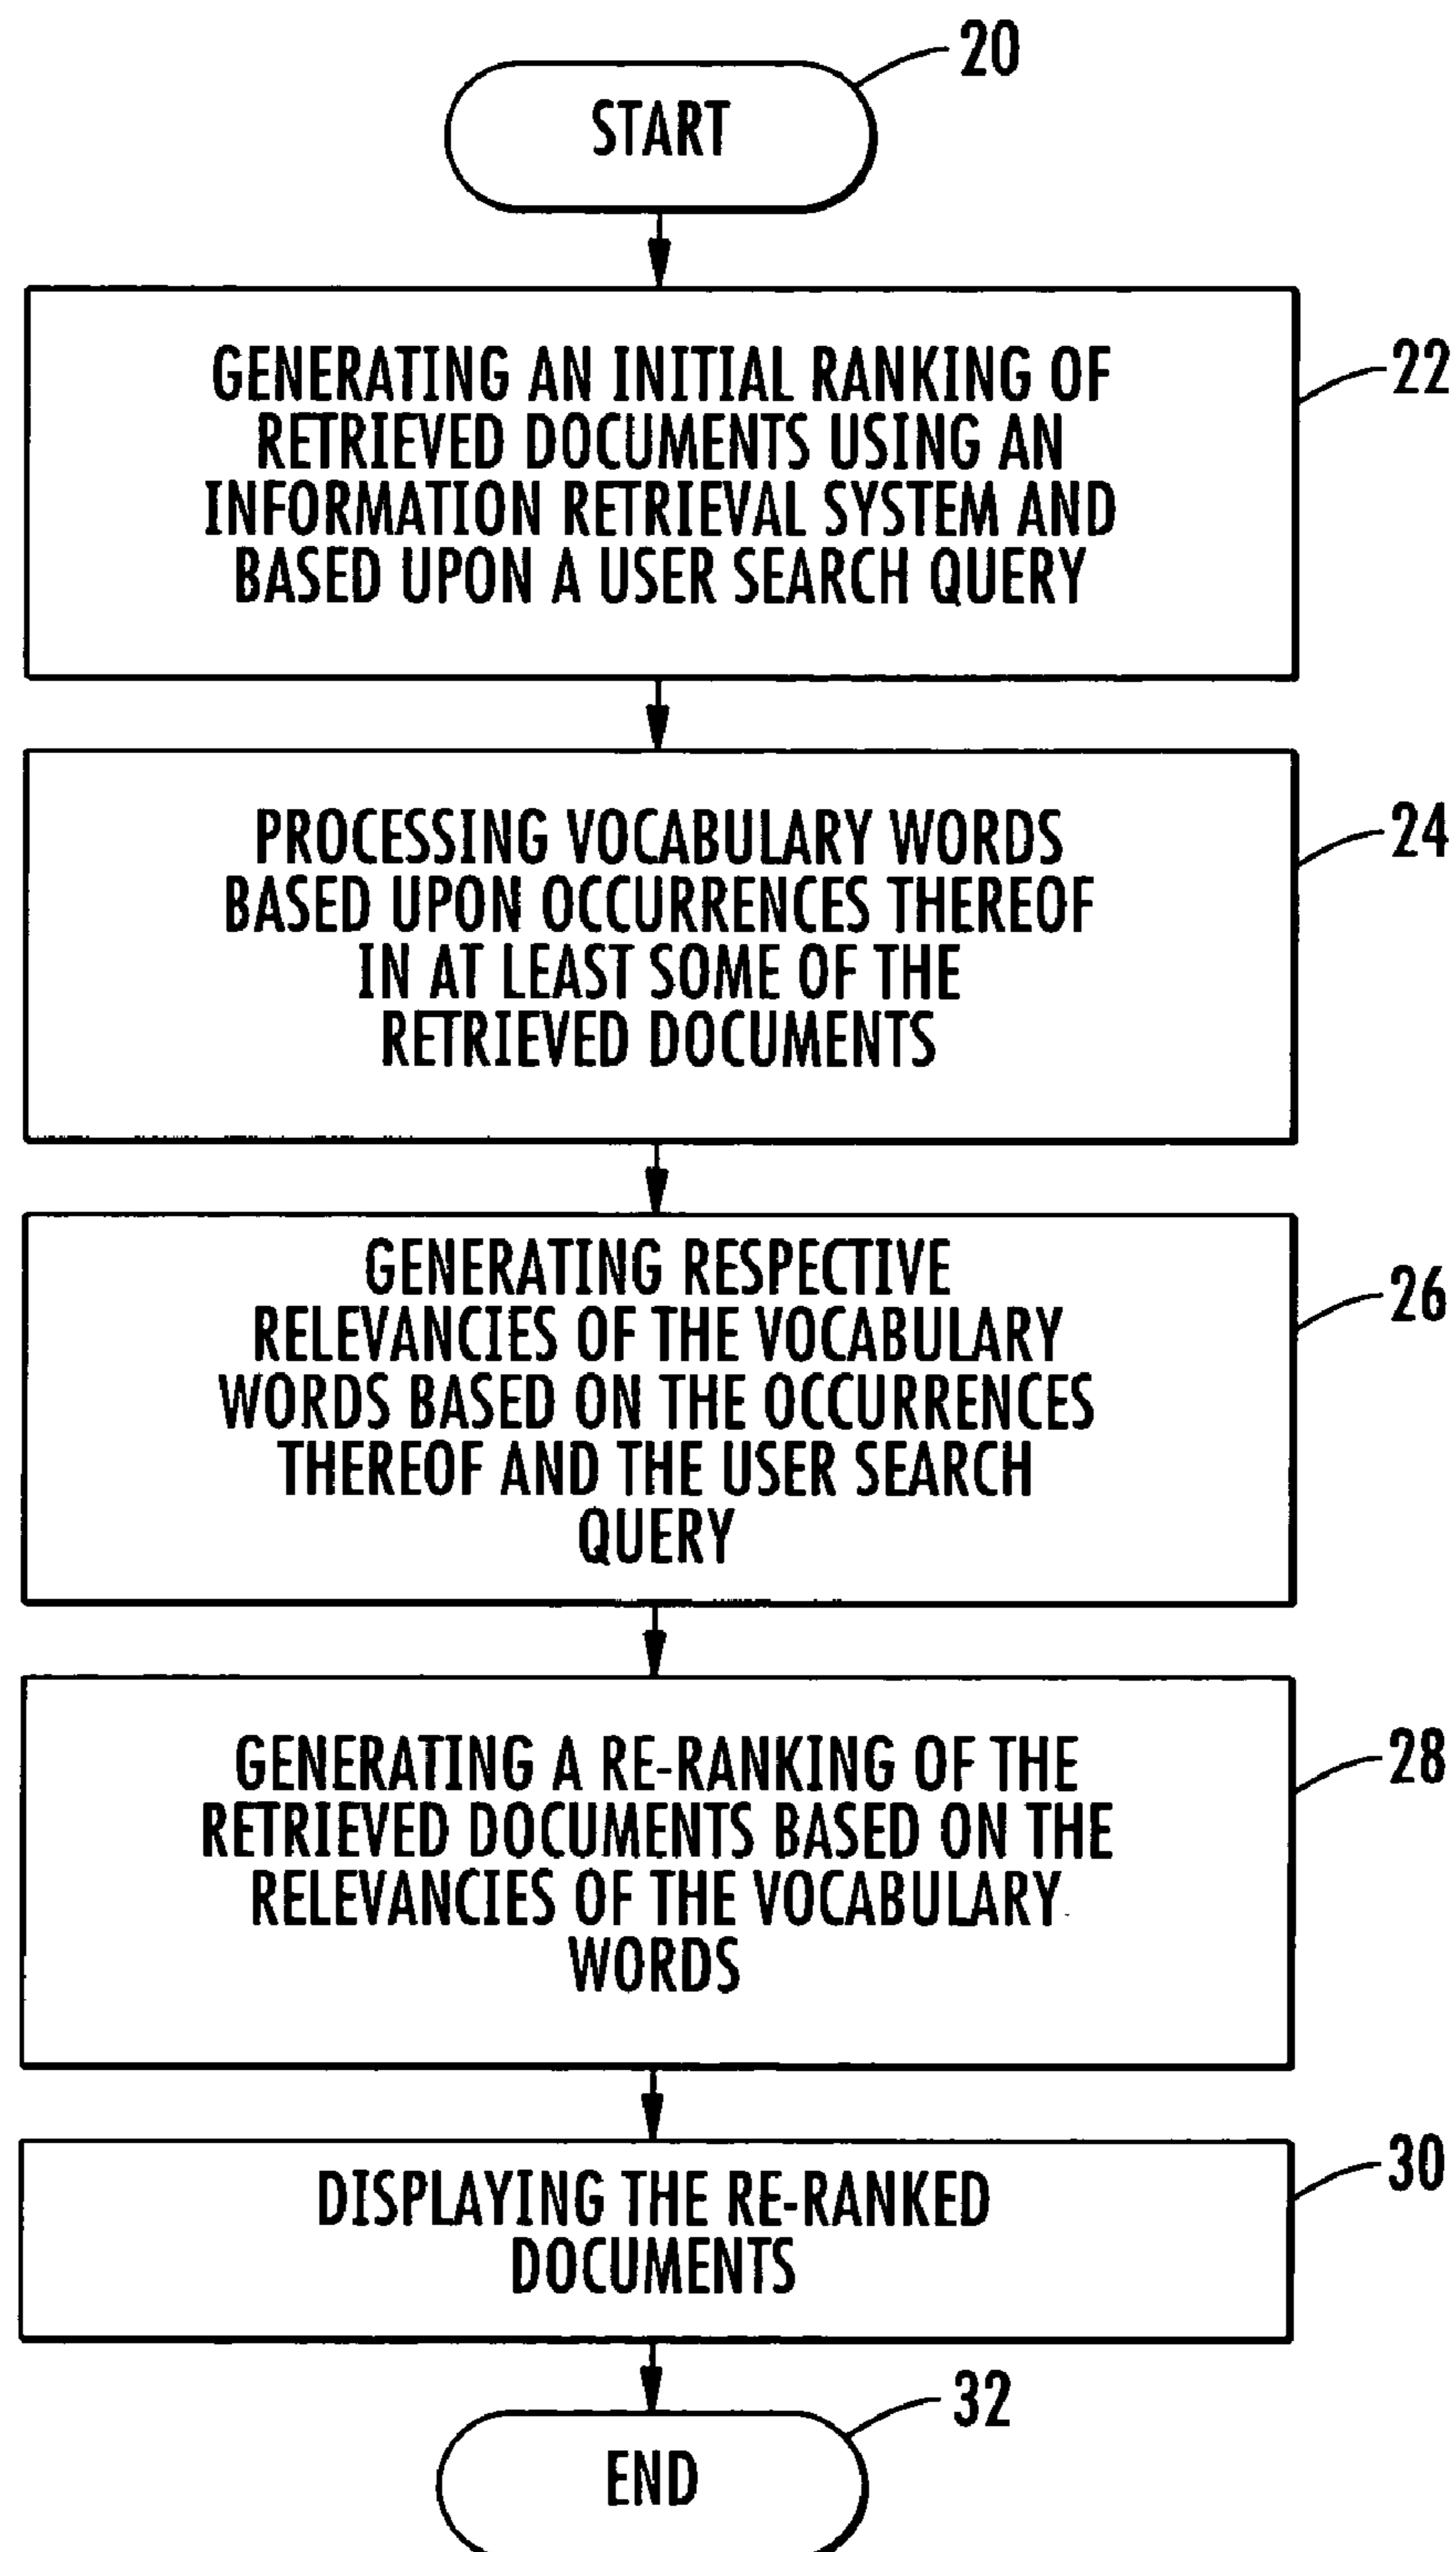 20
START
GENERATING AN INITIAL RANKING OF
RETRIEVED DOCUMENTS USING AN
INFORMATION RETRIEVAL SYSTEM AND
BASED UPON A USER SEARCH QUERY
22
PROCESSING VOCABULARY WORDS
BASED UPON OCCURRENCES THEREOF
IN AT LEAST SOME OF THE
RETRIEVED DOCUMENTS
24
GENERATING RESPECTIVE
RELEVANCIES OF THE VOCABULARY
WORDS BASED ON THE OCCURRENCES
THEREOF AND THE USER SEARCH
QUERY
26
GENERATING A RE-RANKING OF THE
RETRIEVED DOCUMENTS BASED ON THE
RELEVANCIES OF THE VOCABULARY
WORDS
28
DISPLAYING THE RE-RANKED
DOCUMENTS
30
32
END